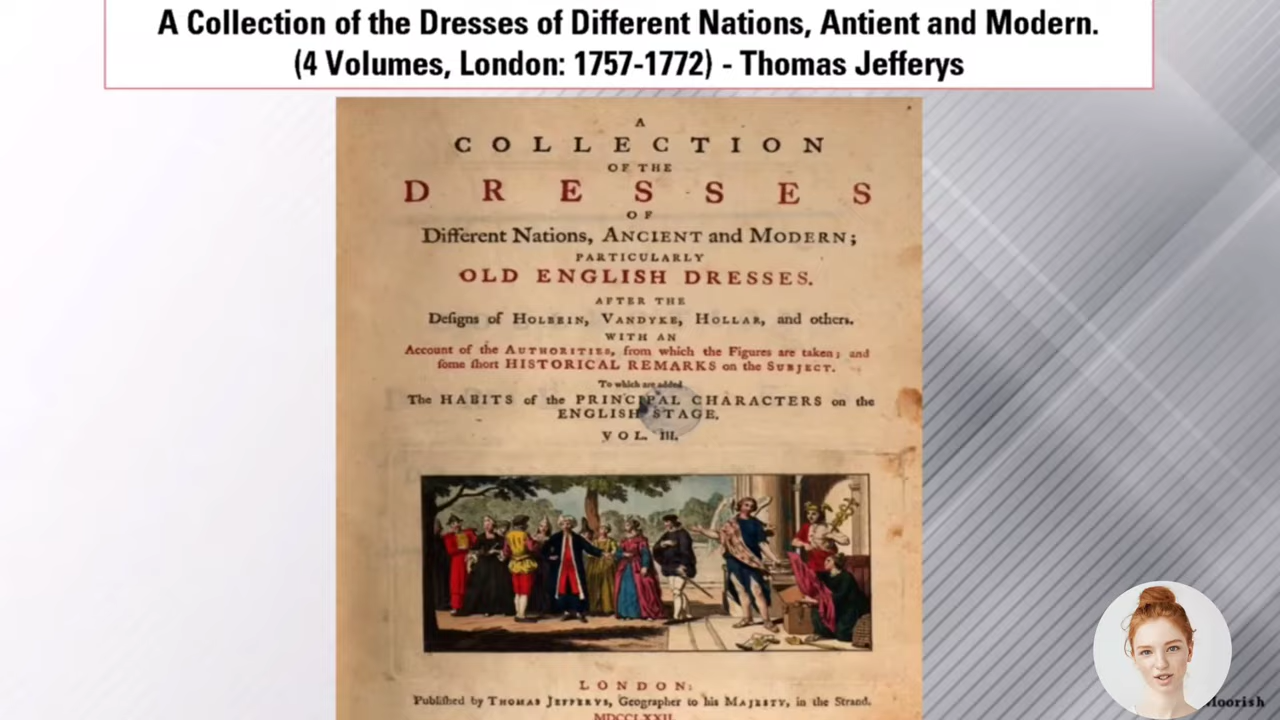 A Collection of the Dresses of Different Nations, Antient and Modern.
(4 Volumes, London: 1757-1772) - Thomas Jefferys
A
COLLECTION
OF THE
DRESSES
OF
Different Nations, ANCIENT and MODERN;
PARTICULARLY
OLD ENGLISH DRESSES.
AFTER THE
Deſigns of HOLBEIN, VANDYKE, HOLLAR, and others.
WITH AN
Account of the AUTHORITIES, from which the Figures are taken; and
ſome ſhort HISTORICAL REMARKS on the SUBJECT.
To which are added
The HABITS of the PRINCIPAL CHARACTERS on the
ENGLISH STAGE.
VOL. III.
LONDON:
Publiſhed by THOMAS JEFFERYS, Geographer to his MAJESTY, in the Strand.
MDCCLXXII.
Moorish